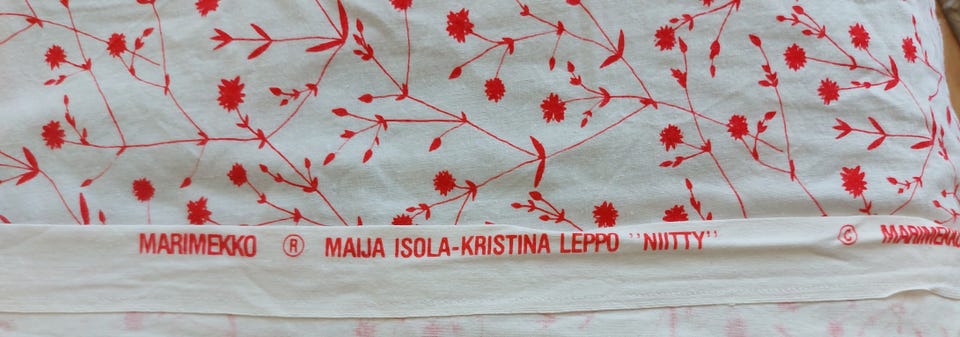 MARIMEKKO ® MAIJA ISOLA-KRISTINA LEPPO "NIITTY" © MARIMEKKO